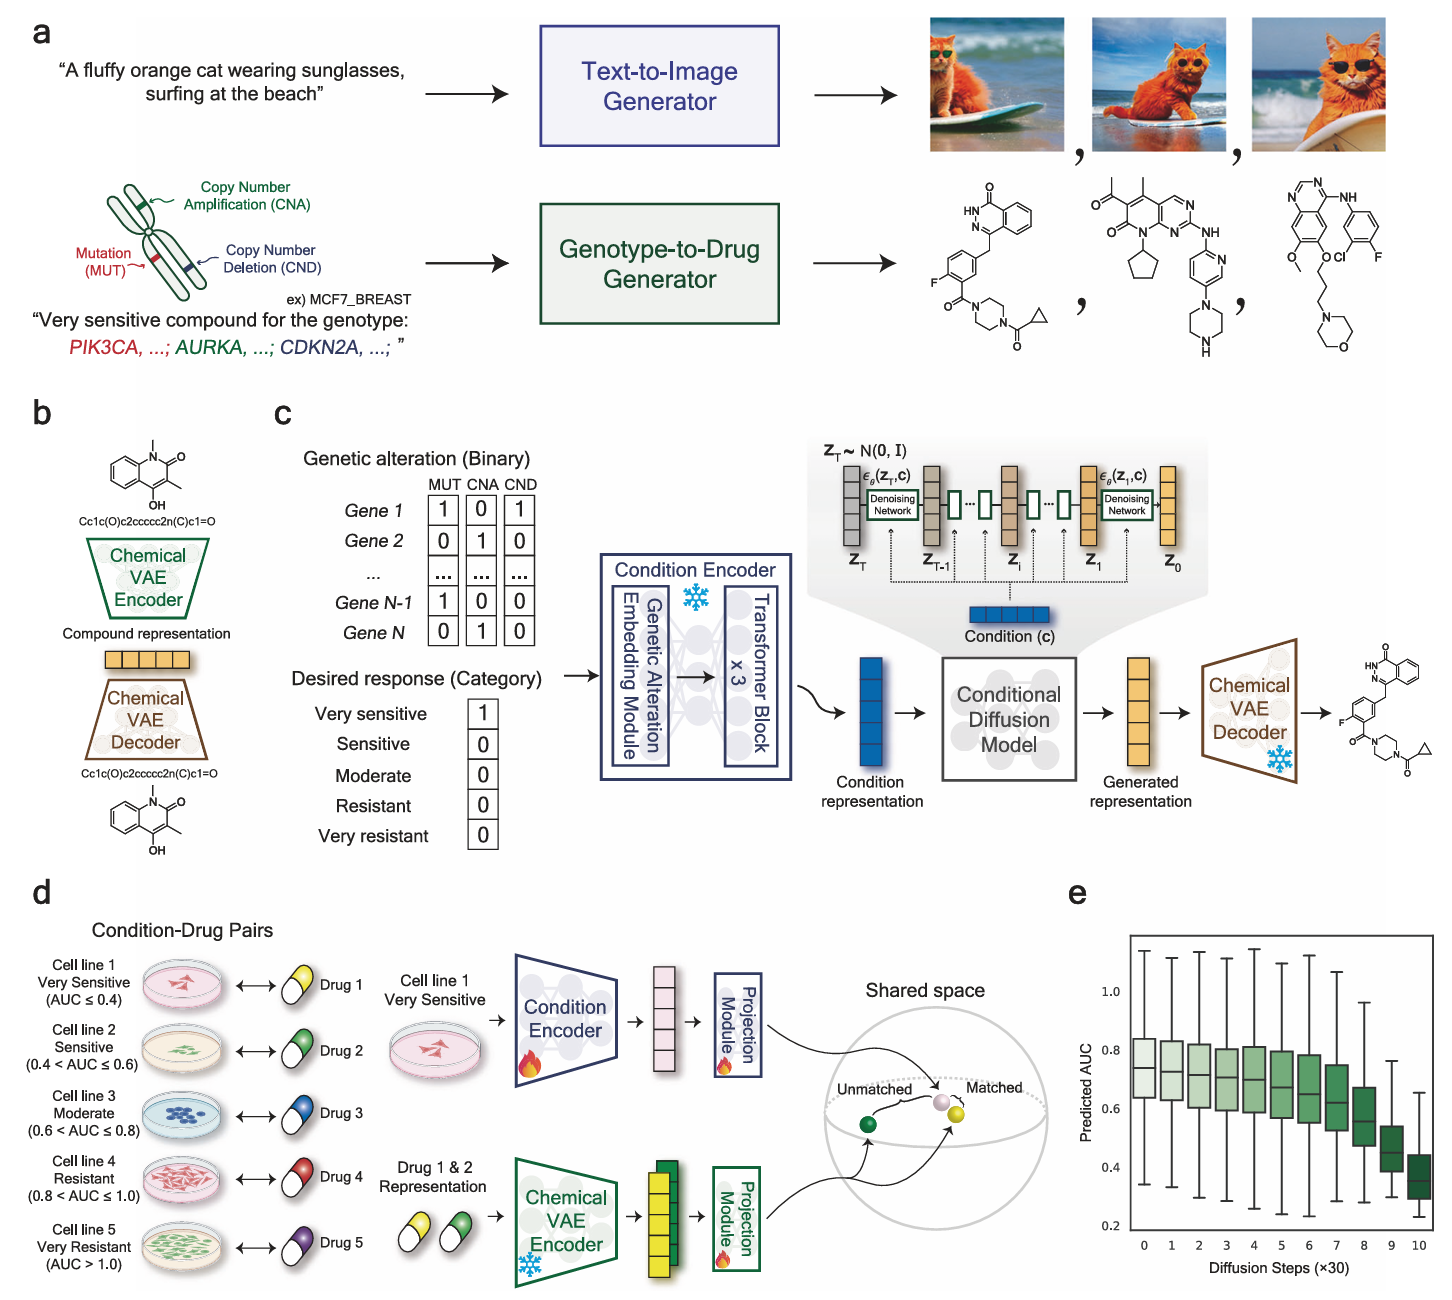 a
“A fluffy orange cat wearing sunglasses,
surfing at the beach”
Text-to-Image
Generator
,
,
Copy Number
Amplification (CNA)
Mutation
(MUT)
Copy Number
Deletion (CND)
ex) MCF7_BREAST
“Very sensitive compound for the genotype:
PIK3CA, ...; AURKA, ...; CDKN2A, ...; ”
Genotype-to-Drug
Generator
O
HN
N
F
O
N
N
O
,
O
O
N
N
N
NH
N
N
N
H
,
N
N
NH
O
O
Cl
F
N
O
b
N
O
OH
Cc1c(O)c2ccccc2n(C)c1=O
Chemical
VAE
Encoder
Compound representation
Chemical
VAE
Decoder
Cc1c(O)c2ccccc2n(C)c1=O
N
O
OH
c
Genetic alteration (Binary)
MUT CNA CND
Gene 1 1 0 1
Gene 2 0 1 0
... ... ... ...
Gene N-1 1 0 0
Gene N 0 1 0
Desired response (Category)
Very sensitive 1
Sensitive 0
Moderate 0
Resistant 0
Very resistant 0
Condition Encoder
Genetic Alteration
Embedding Module
Transformer Block
x 3
Condition
representation
z_T ~ N(0, I)
ϵ_θ(z_T,c)
Denoising
Network
...
...
ϵ_θ(z_1,c)
Denoising
Network
z_T
z_T-1
z_i
z_1
z_0
Condition (c)
Conditional
Diffusion
Model
Generated
representation
Chemical
VAE
Decoder
O
HN
N
F
O
N
N
O
d
Condition-Drug Pairs
Cell line 1
Very Sensitive
(AUC ≤ 0.4)
Drug 1
Cell line 2
Sensitive
(0.4 < AUC ≤ 0.6)
Drug 2
Cell line 3
Moderate
(0.6 < AUC ≤ 0.8)
Drug 3
Cell line 4
Resistant
(0.8 < AUC ≤ 1.0)
Drug 4
Cell line 5
Very Resistant
(AUC > 1.0)
Drug 5
Cell line 1
Very Sensitive
Condition
Encoder
Projection
Module
Drug 1 & 2
Representation
Chemical
VAE
Encoder
Projection
Module
Shared space
Unmatched
Matched
e
Predicted AUC
1.0
0.8
0.6
0.4
0.2
0 1 2 3 4 5 6 7 8 9 10
Diffusion Steps (×30)